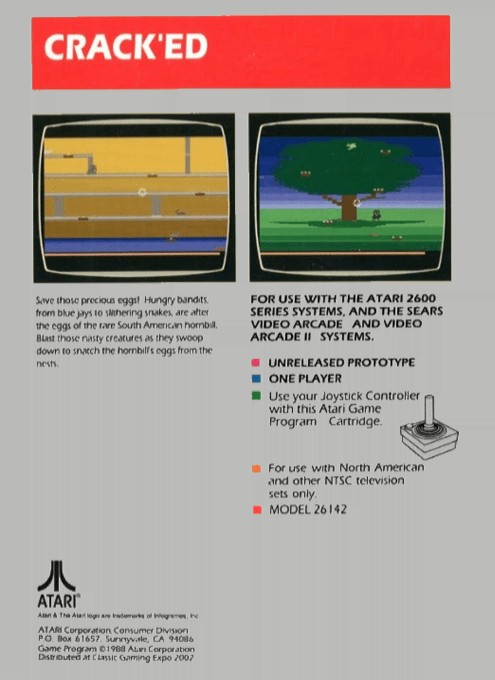 CRACK'ED
Save those precious eggs! Hungry bandits,
from blue jays to slithering snakes, are after
the eggs of the rare South American hornbill.
Blast those nasty creatures as they swoop
down to snatch the hornbill's eggs from the
nests.
FOR USE WITH THE ATARI 2600
SERIES SYSTEMS, AND THE SEARS
VIDEO ARCADE AND VIDEO
ARCADE II SYSTEMS.
UNRELEASED PROTOTYPE
ONE PLAYER
Use your Joystick Controller
with this Atari Game
Program Cartridge.
For use with North American
and other NTSC television
sets only.
MODEL 26142
ATARI
Atari & The Atari logo are trademarks of Infogrames, Inc
ATARI Corporation, Consumer Division
P.O. Box 61657, Sunnyvale, CA 94086
Game Program ©1988 Atari Corporation
Distributed at Classic Gaming Expo 2002